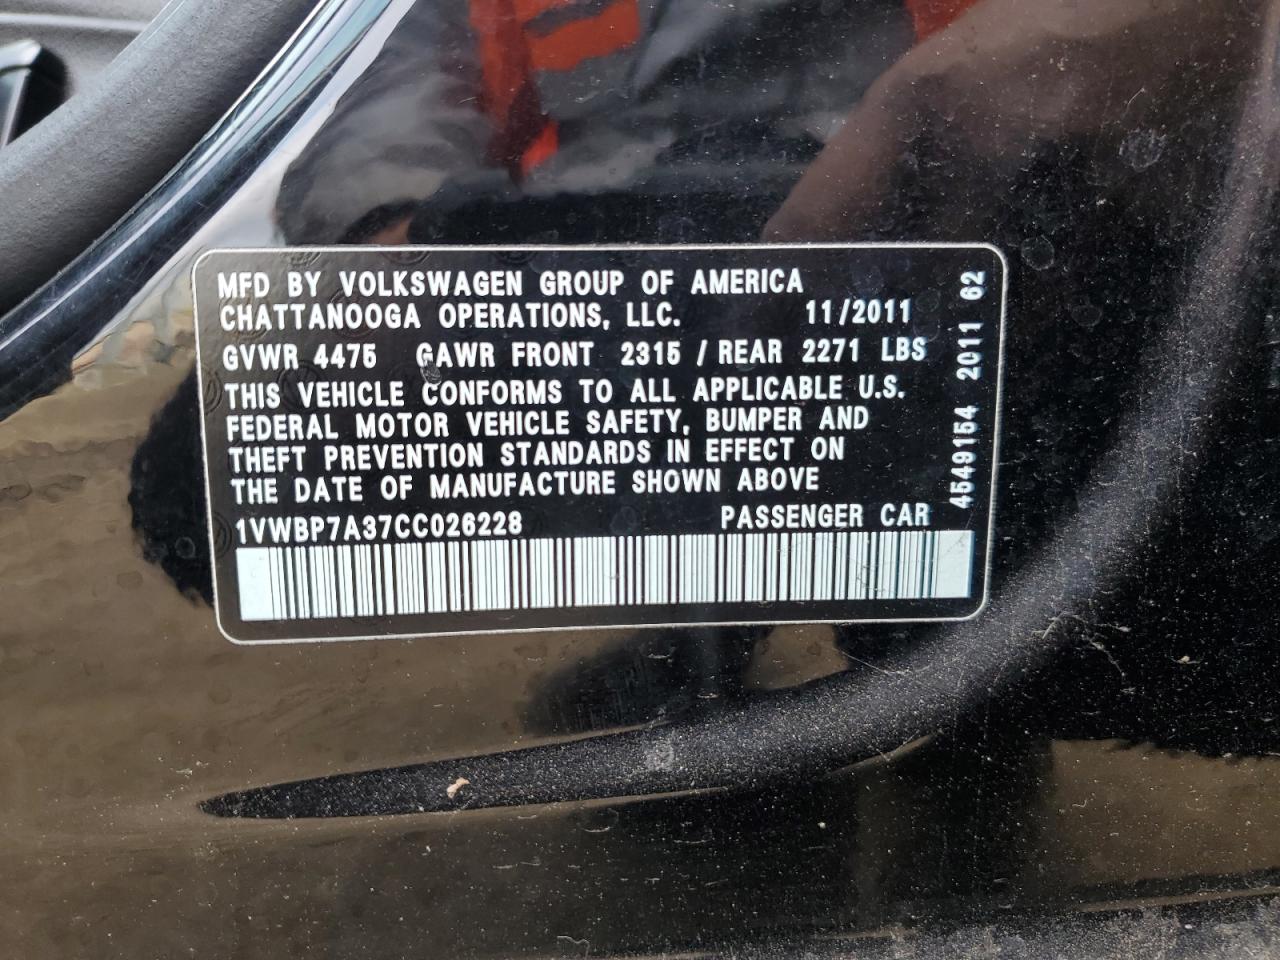 MFD BY VOLKSWAGEN GROUP OF AMERICA
CHATTANOOGA OPERATIONS, LLC. 11/2011
GVWR 4475 GAWR FRONT 2315 / REAR 2271 LBS
THIS VEHICLE CONFORMS TO ALL APPLICABLE U.S.
FEDERAL MOTOR VEHICLE SAFETY, BUMPER AND
THEFT PREVENTION STANDARDS IN EFFECT ON
THE DATE OF MANUFACTURE SHOWN ABOVE
1VWBP7A37CC026228 PASSENGER CAR
4549154 2011 62